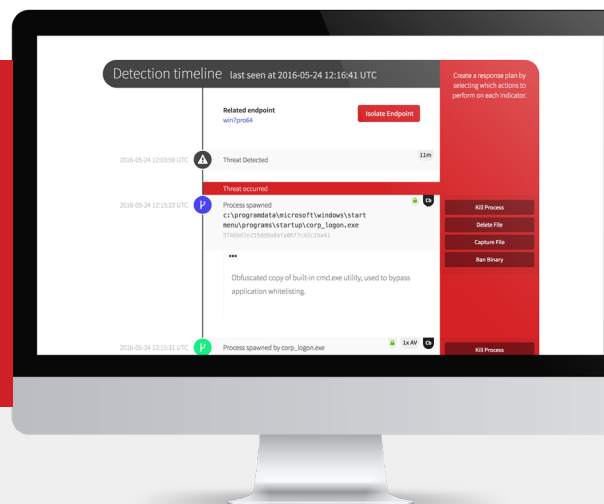 Detection timeline last seen at 2016-05-24 12:16:41 UTC
Create a response plan by
selecting which actions to
perform on each indicator.
Related endpoint
win7pro64
Isolate Endpoint
2016-05-24 12:03:59 UTC
Threat Detected
11m
Threat occurred
2016-05-24 12:15:23 UTC
Process spawned
Cb
c:\programdata\microsoft\windows\start
menu\programs\startup\corp_logon.exe
Kill Process
Delete File
Capture File
Ban Binary
•••
Obfuscated copy of built-in cmd.exe utility, used to bypass
application whitelisting.
2016-05-24 12:15:31 UTC
Process spawned by corp_logon.exe
1x AV
Cb
Kill Process